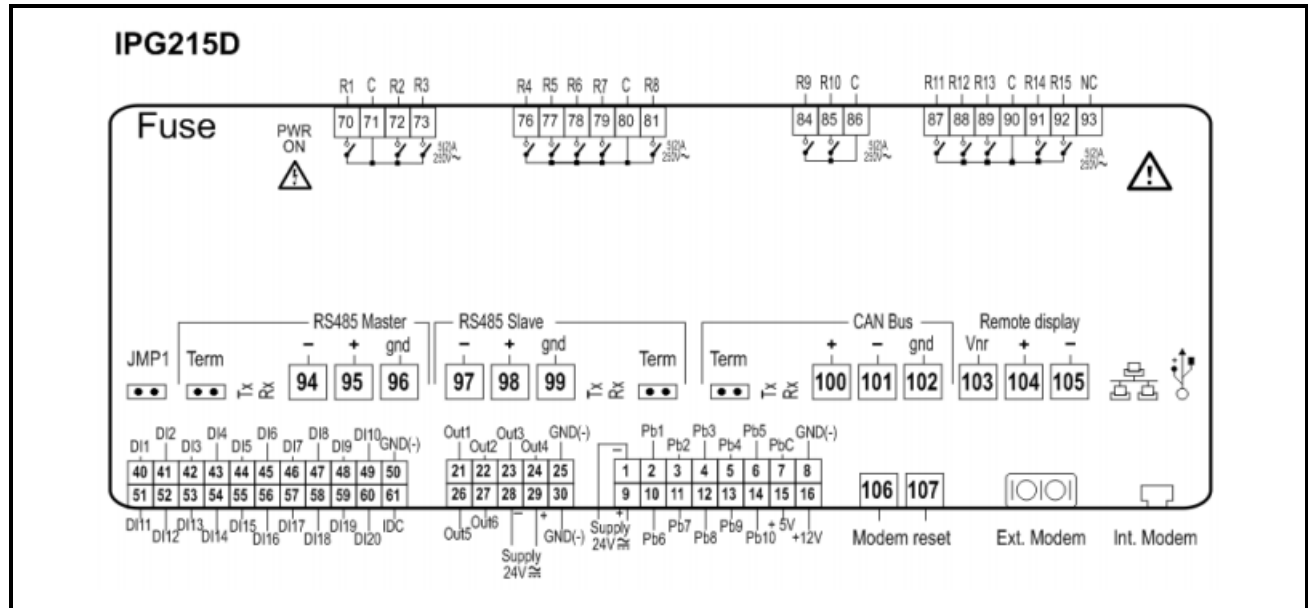 IPG215D
R1 C R2 R3 R4 R5 R6 R7 C R8 R9 R10 C R11 R12 R13 C R14 R15 NC
Fuse
PWR
ON
70 71 72 73 76 77 78 79 80 81 84 85 86 87 88 89 90 91 92 93
5(2)A
250V~
5(2)A
250V~
5(2)A
250V~
5(2)A
250V~
RS485 Master RS485 Slave CAN Bus Remote display
JMP1 Term - + gnd - + gnd Term Term + - gnd Vnr + -
Tx Rx 94 95 96 97 98 99 Tx Rx Tx Rx 100 101 102 103 104 105
DI1 DI2 DI3 DI4 DI5 DI6 DI7 DI8 DI9 DI10 GND(-) Out1 Out2 Out3 Out4 GND(-) - Pb1 Pb2 Pb3 Pb4 Pb5 PbC GND(-)
40 41 42 43 44 45 46 47 48 49 50 21 22 23 24 25 1 2 3 4 5 6 7 8
51 52 53 54 55 56 57 58 59 60 61 26 27 28 29 30 9 10 11 12 13 14 15 16 106 107
DI11 DI12 DI13 DI14 DI15 DI16 DI17 DI18 DI19 DI20 IDC Out5 Out6 - + GND(-) + Pb6 Pb7 Pb8 Pb9 Pb10 + 5V +12V
Supply
24V≂
Supply
24V≂
Modem reset Ext. Modem Int. Modem